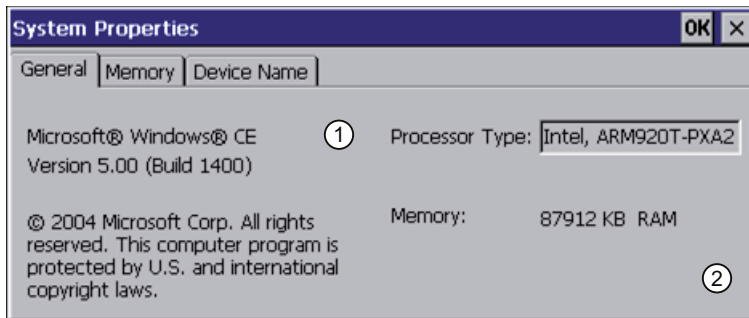 System Properties OK ×
General Memory Device Name
Microsoft® Windows® CE
Version 5.00 (Build 1400)
① Processor Type: Intel, ARM920T-PXA2
© 2004 Microsoft Corp. All rights
reserved. This computer program is
protected by U.S. and international
copyright laws.
Memory: 87912 KB RAM
②